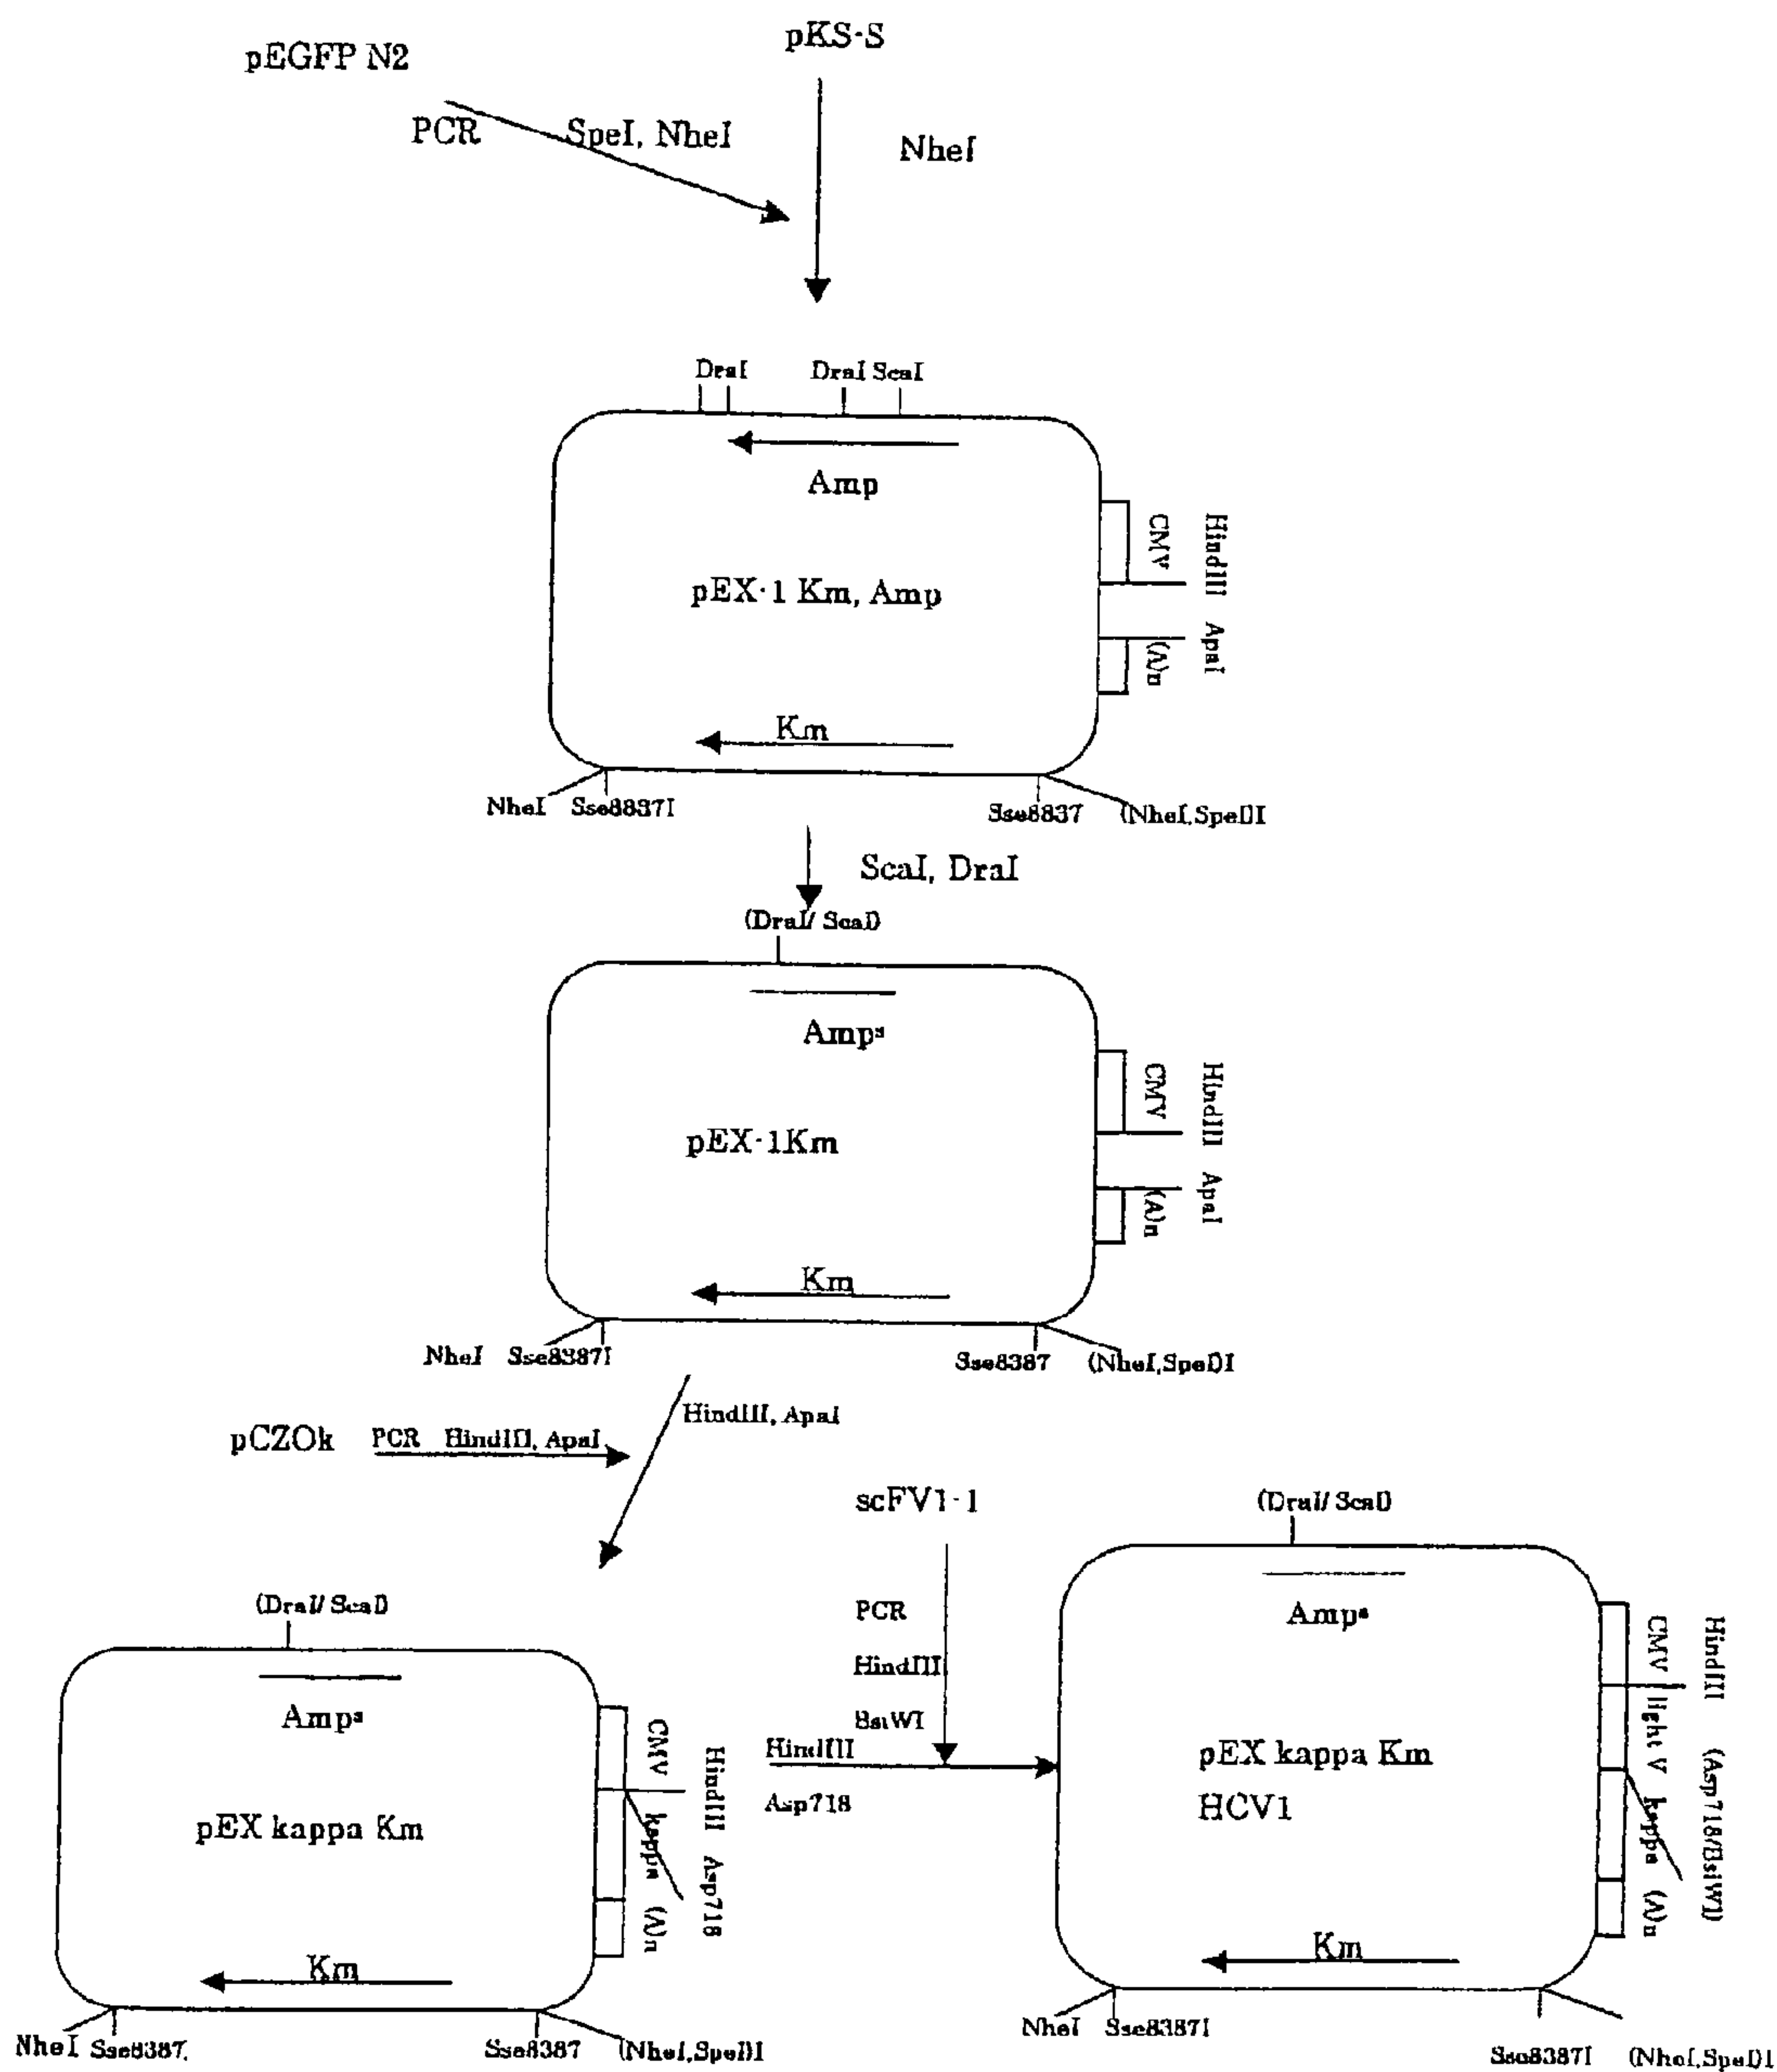 pEGFP N2
pKS-S
PCR
SpeI, NheI
NheI
DraI
DraI ScaI
Amp
pEX-1 Km, Amp
CMV
HindIII
ApaI
(A)n
Km
NheI
Sse8837I
Sse8837
(NheI,SpeI)I
ScaI, DraI
(DraI/ ScaI)
Ampˢ
pEX-1Km
CMV
HindIII
ApaI
(A)n
Km
NheI
Sse8387I
Sse8387
(NheI,SpeI)I
HindIII, ApaI
pCZOk
PCR HindIII, ApaI
scFV1-1
PCR
HindIII
BsiWI
HindIII
Asp718
(DraI/ ScaI)
Ampˢ
pEX kappa Km
CMV
kappa
(A)n
HindIII
Asp718
Km
NheI
Sse8387
Sse8387
(NheI,SpeI)I
(DraI/ ScaI)
Ampˢ
pEX kappa Km
HCV1
CMV
light V
kappa
(A)n
HindIII
(Asp718/BsiWI)
Km
NheI
Sse8387I
Sse8387I
(NheI,SpeI)I